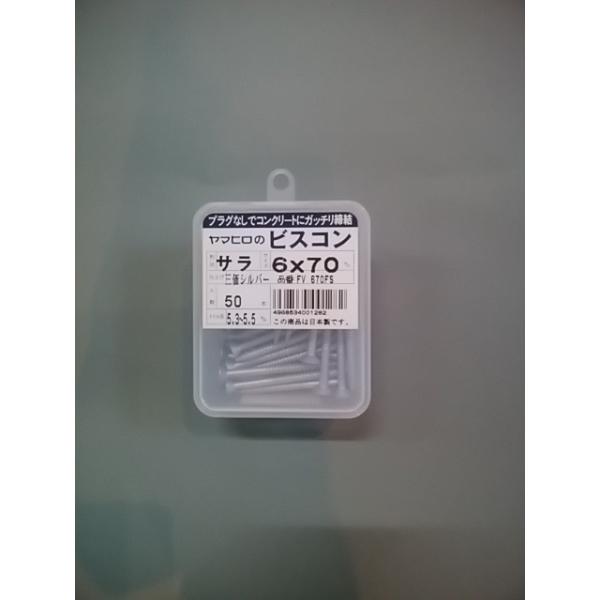 プラグなしでコンクリートにガッチリ締結
ヤマヒロの ビスコン
サラ 6x70
三価シルバー 品番 FV 670FS
50
5.3~5.5
4968634001262
この商品は日本製です。